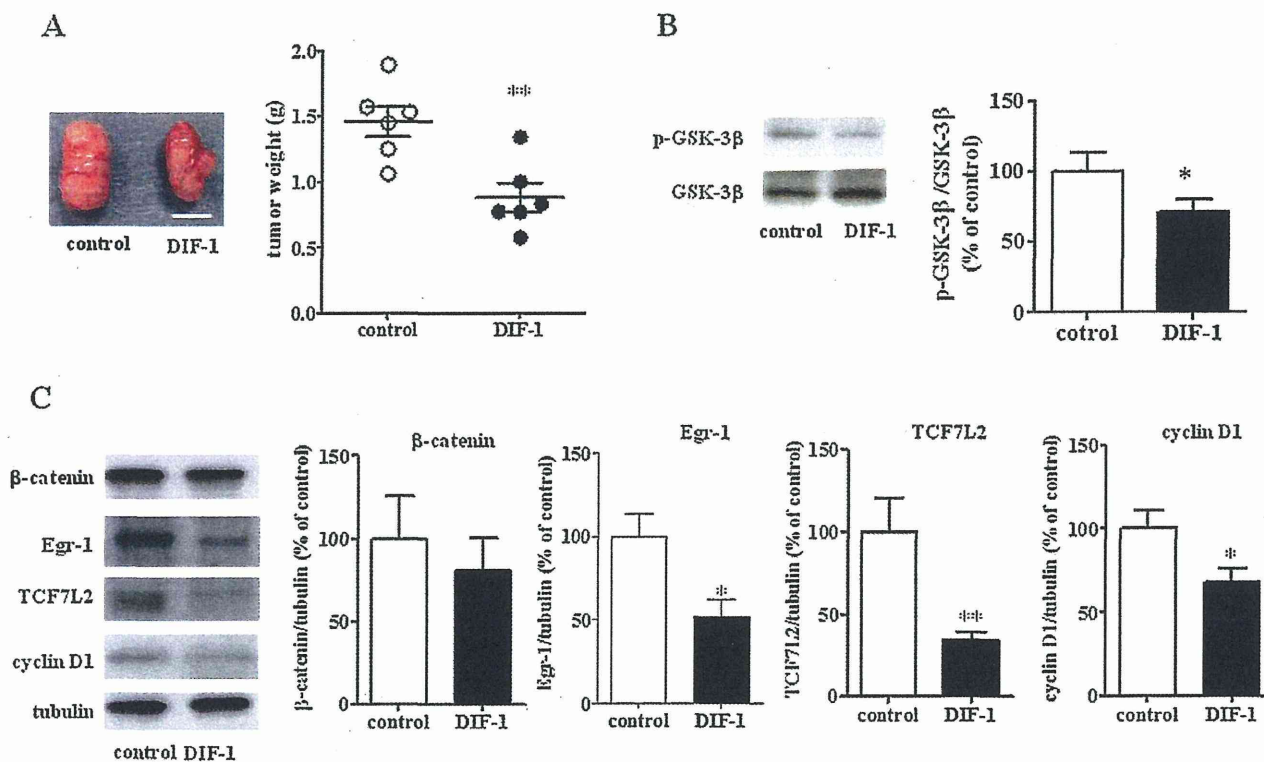 A
tumor weight (g)
2.0
1.5
1.0
0.5
0.0
**
control
DIF-1
control
DIF-1
B
p-GSK-3β
GSK-3β
control
DIF-1
p-GSK-3β/GSK-3β
(% of control)
150
100
50
0
*
cotrol
DIF-1
C
β-catenin
Egr-1
TCF7L2
cyclin D1
tubulin
control DIF-1
β-catenin
β-catenin/tubulin (% of control)
150
100
50
0
control
DIF-1
Egr-1
Egr-1/tubulin (% of control)
150
100
50
0
*
control
DIF-1
TCF7L2
TCF7L2/tubulin (% of control)
150
100
50
0
**
control
DIF-1
cyclin D1
cyclin D1/tubulin (% of control)
150
100
50
0
*
control
DIF-1